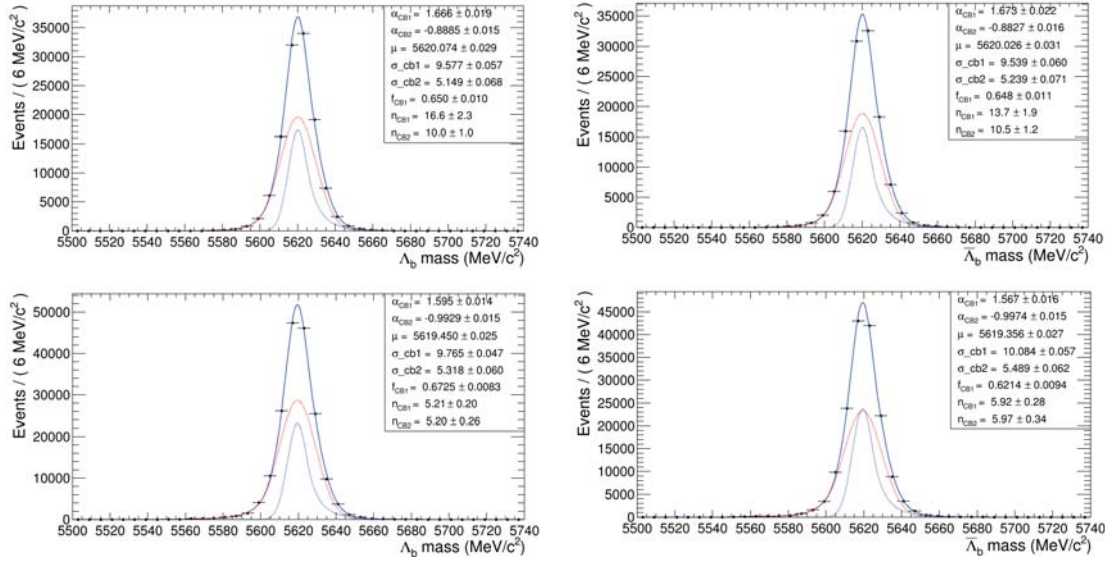 Events / ( 6 MeV/c² )
35000
30000
25000
20000
15000
10000
5000
0
α_CB1 = 1.666 ± 0.019
α_CB2 = -0.8885 ± 0.015
μ = 5620.074 ± 0.029
σ_cb1 = 9.577 ± 0.057
σ_cb2 = 5.149 ± 0.068
f_CB1 = 0.650 ± 0.010
n_CB1 = 16.6 ± 2.3
n_CB2 = 10.0 ± 1.0
5500 5520 5540 5560 5580 5600 5620 5640 5660 5680 5700 5720 5740
Λ_b mass (MeV/c²)
Events / ( 6 MeV/c² )
35000
30000
25000
20000
15000
10000
5000
0
α_CB1 = 1.673 ± 0.022
α_CB2 = -0.8827 ± 0.016
μ = 5620.026 ± 0.031
σ_cb1 = 9.539 ± 0.060
σ_cb2 = 5.239 ± 0.071
f_CB1 = 0.648 ± 0.011
n_CB1 = 13.7 ± 1.9
n_CB2 = 10.5 ± 1.2
5500 5520 5540 5560 5580 5600 5620 5640 5660 5680 5700 5720 5740
Λ̅_b mass (MeV/c²)
Events / ( 6 MeV/c² )
50000
40000
30000
20000
10000
0
α_CB1 = 1.595 ± 0.014
α_CB2 = -0.9929 ± 0.015
μ = 5619.450 ± 0.025
σ_cb1 = 9.765 ± 0.047
σ_cb2 = 5.318 ± 0.060
f_CB1 = 0.6725 ± 0.0083
n_CB1 = 5.21 ± 0.20
n_CB2 = 5.20 ± 0.26
5500 5520 5540 5560 5580 5600 5620 5640 5660 5680 5700 5720 5740
Λ_b mass (MeV/c²)
Events / ( 6 MeV/c² )
45000
40000
35000
30000
25000
20000
15000
10000
5000
0
α_CB1 = 1.567 ± 0.016
α_CB2 = -0.9974 ± 0.015
μ = 5619.356 ± 0.027
σ_cb1 = 10.084 ± 0.057
σ_cb2 = 5.489 ± 0.062
f_CB1 = 0.6214 ± 0.0094
n_CB1 = 5.92 ± 0.28
n_CB2 = 5.97 ± 0.34
5500 5520 5540 5560 5580 5600 5620 5640 5660 5680 5700 5720 5740
Λ̅_b mass (MeV/c²)